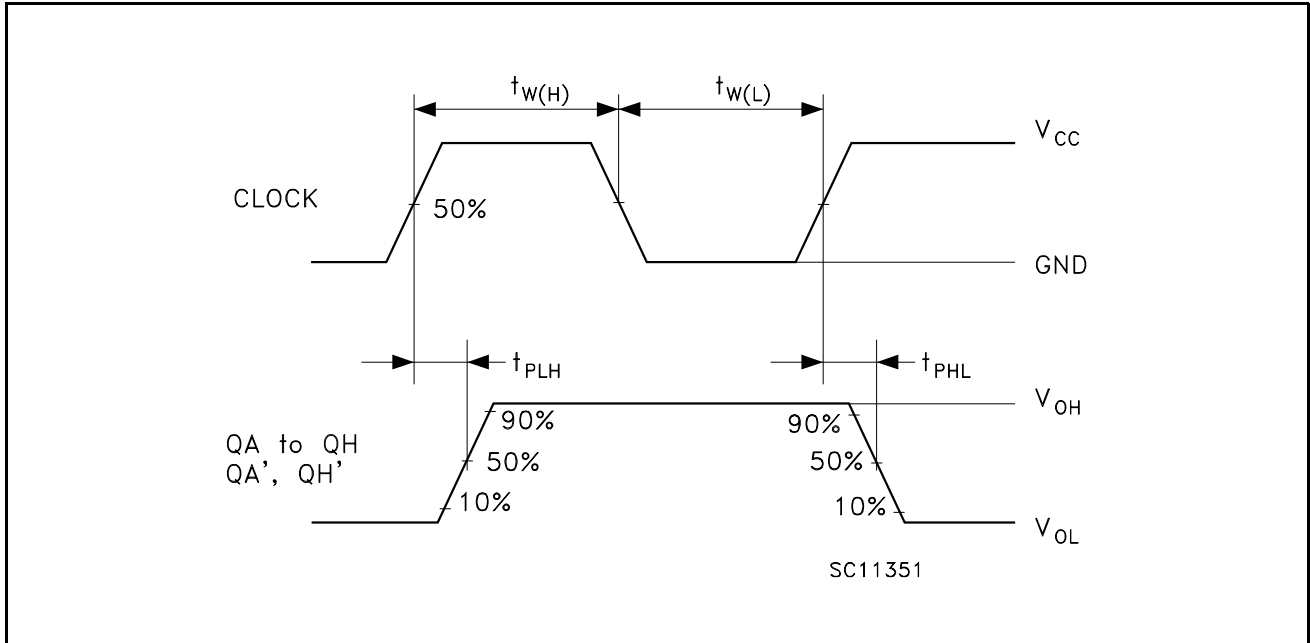 tW(H)
tW(L)
VCC
CLOCK
50%
GND
tPLH
tPHL
VOH
90%
90%
QA to QH
50%
50%
QA', QH'
10%
10%
VOL
SC11351